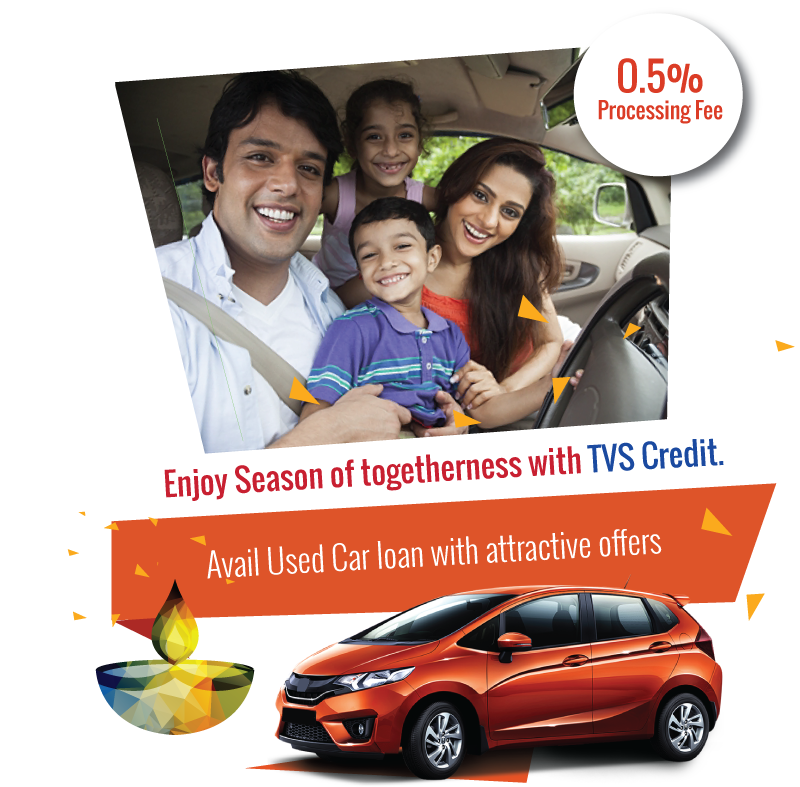 0.5%
Processing Fee
Enjoy Season of togetherness with TVS Credit.
Avail Used Car loan with attractive offers